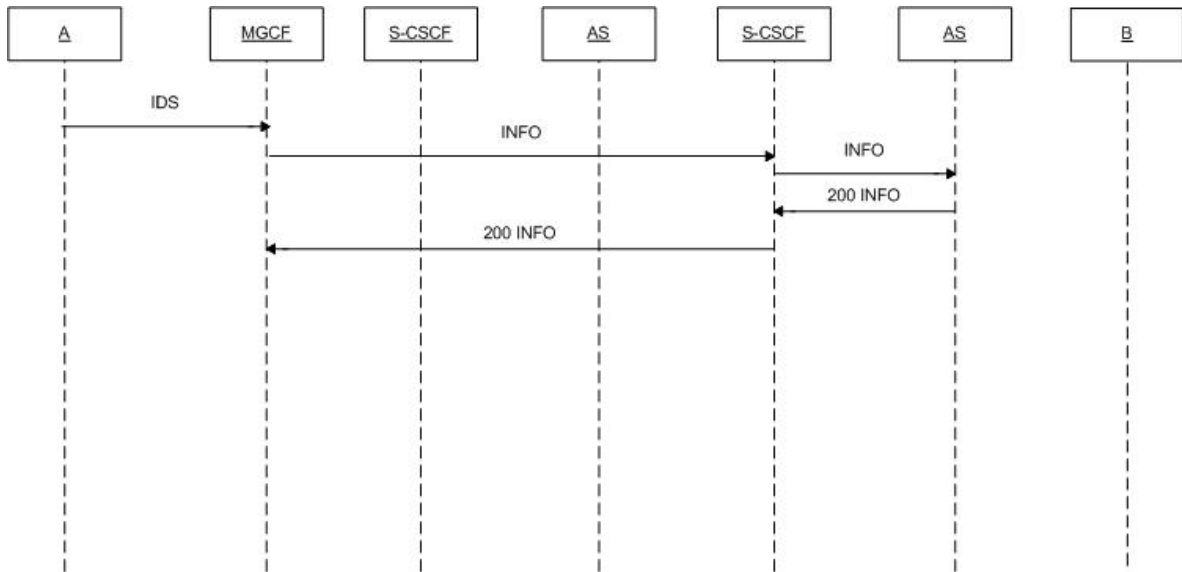 A
MGCF
S-CSCF
AS
S-CSCF
AS
B
IDS
INFO
INFO
200 INFO
200 INFO